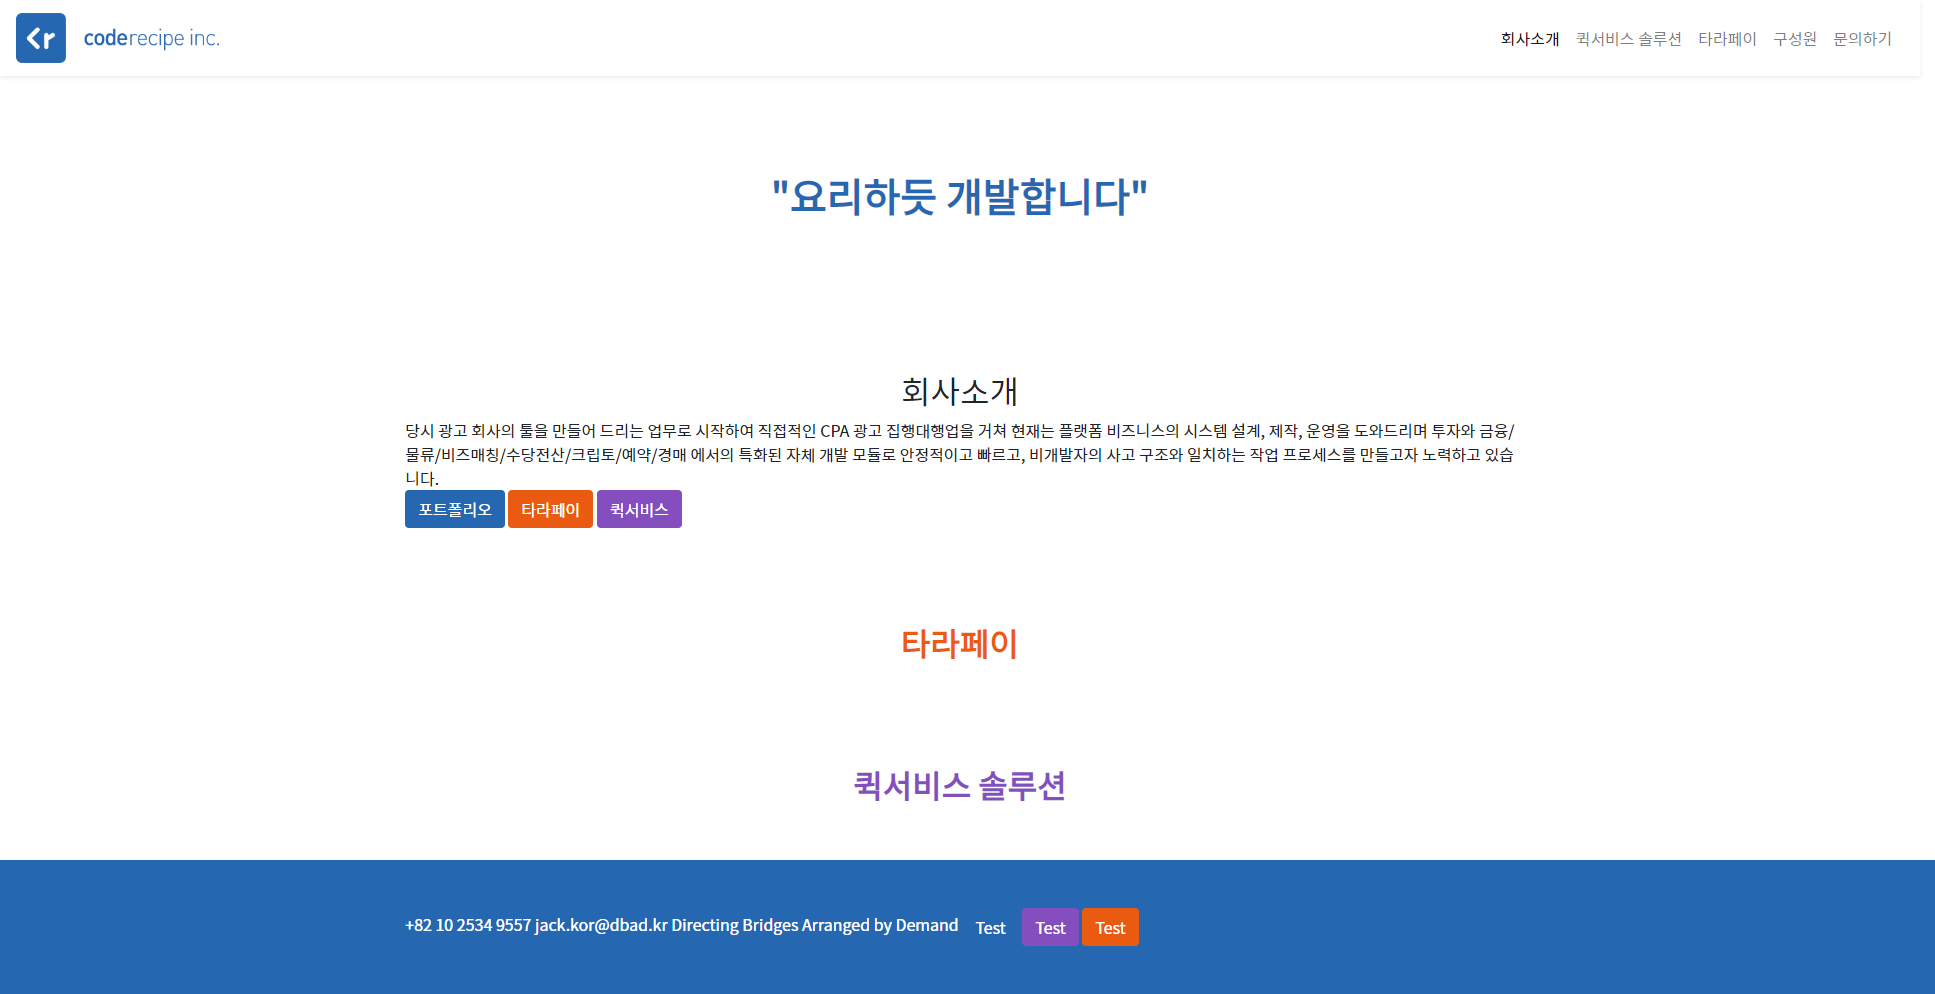 <r coderecipe inc.
회사소개 퀵서비스 솔루션 타라페이 구성원 문의하기
"요리하듯 개발합니다"
회사소개
당시 광고 회사의 툴을 만들어 드리는 업무로 시작하여 직접적인 CPA 광고 집행대행업을 거쳐 현재는 플랫폼 비즈니스의 시스템 설계, 제작, 운영을 도와드리며 투자와 금융/
물류/비즈매칭/수당전산/크립토/예약/경매 에서의 특화된 자체 개발 모듈로 안정적이고 빠르고, 비개발자의 사고 구조와 일치하는 작업 프로세스를 만들고자 노력하고 있습
니다.
포트폴리오 타라페이 퀵서비스
타라페이
퀵서비스 솔루션
+82 10 2534 9557 jack.kor@dbad.kr Directing Bridges Arranged by Demand Test Test Test